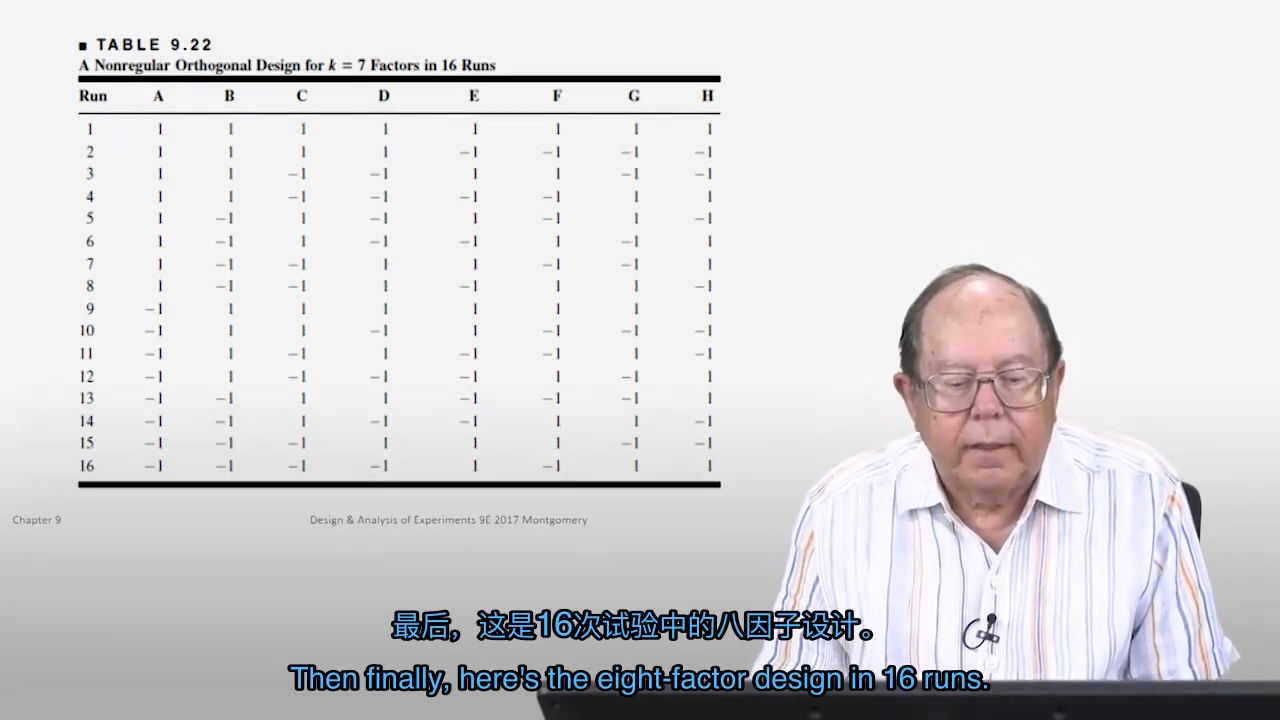 ■ TABLE 9.22
A Nonregular Orthogonal Design for k = 7 Factors in 16 Runs
Run A B C D E F G H
1 1 1 1 1 1 1 1 1
2 1 1 1 1 −1 −1 −1 −1
3 1 1 −1 −1 1 1 −1 −1
4 1 1 −1 −1 −1 −1 1 1
5 1 −1 1 −1 1 −1 1 −1
6 1 −1 1 −1 −1 1 −1 1
7 1 −1 −1 1 1 −1 −1 1
8 1 −1 −1 1 −1 1 1 −1
9 −1 1 1 1 1 1 1 1
10 −1 1 1 −1 1 −1 −1 −1
11 −1 1 −1 1 −1 −1 1 −1
12 −1 1 −1 −1 −1 1 −1 1
13 −1 −1 1 1 −1 −1 −1 1
14 −1 −1 1 −1 −1 1 1 −1
15 −1 −1 −1 1 1 1 −1 −1
16 −1 −1 −1 −1 1 −1 1 1
Chapter 9 Design & Analysis of Experiments 9E 2017 Montgomery
最后，这是16次试验中的八因子设计。
Then finally, here's the eight-factor design in 16 runs.